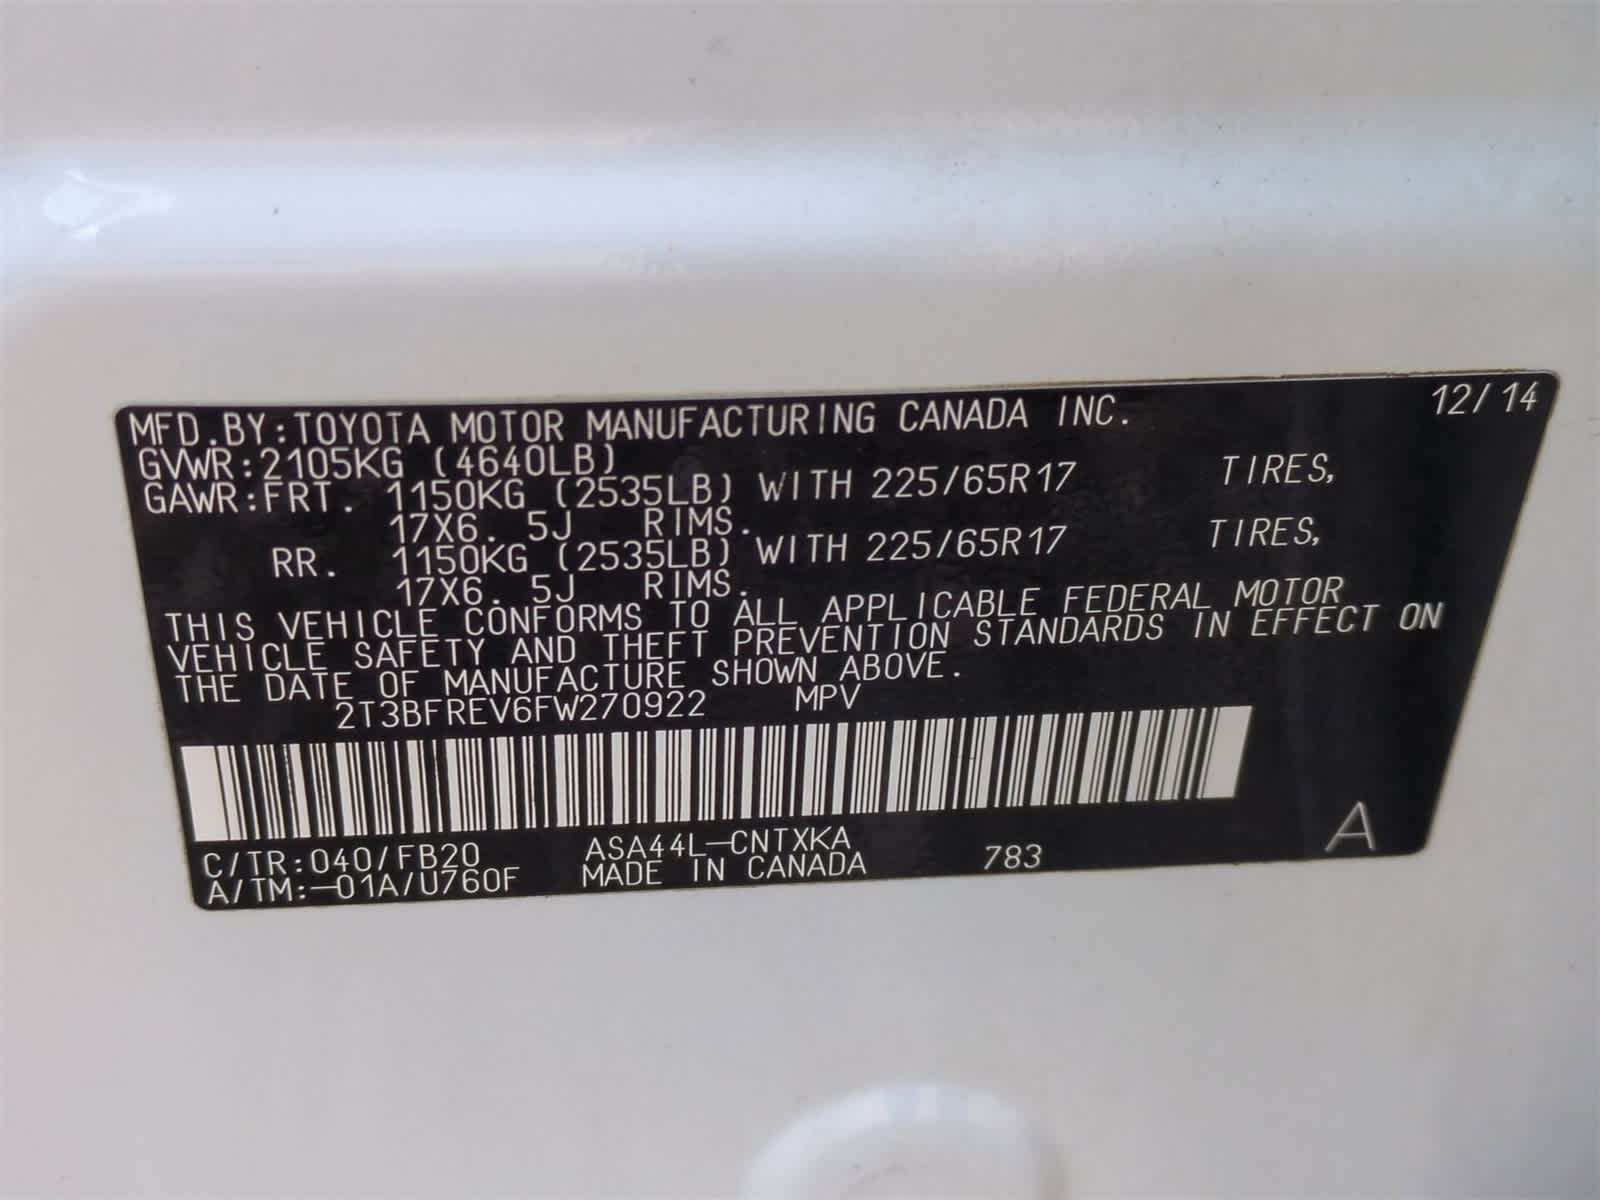 MFD.BY:TOYOTA MOTOR MANUFACTURING CANADA INC. 12/14
GVWR:2105KG (4640LB)
GAWR:FRT. 1150KG (2535LB) WITH 225/65R17 TIRES,
17X6.5J RIMS.
RR. 1150KG (2535LB) WITH 225/65R17 TIRES,
17X6.5J RIMS.
THIS VEHICLE CONFORMS TO ALL APPLICABLE FEDERAL MOTOR
VEHICLE SAFETY AND THEFT PREVENTION STANDARDS IN EFFECT ON
THE DATE OF MANUFACTURE SHOWN ABOVE.
2T3BFREV6FW270922 MPV
C/TR:040/FB20 ASA44L-CNTXKA 783 A
A/TM:-01A/U760F MADE IN CANADA